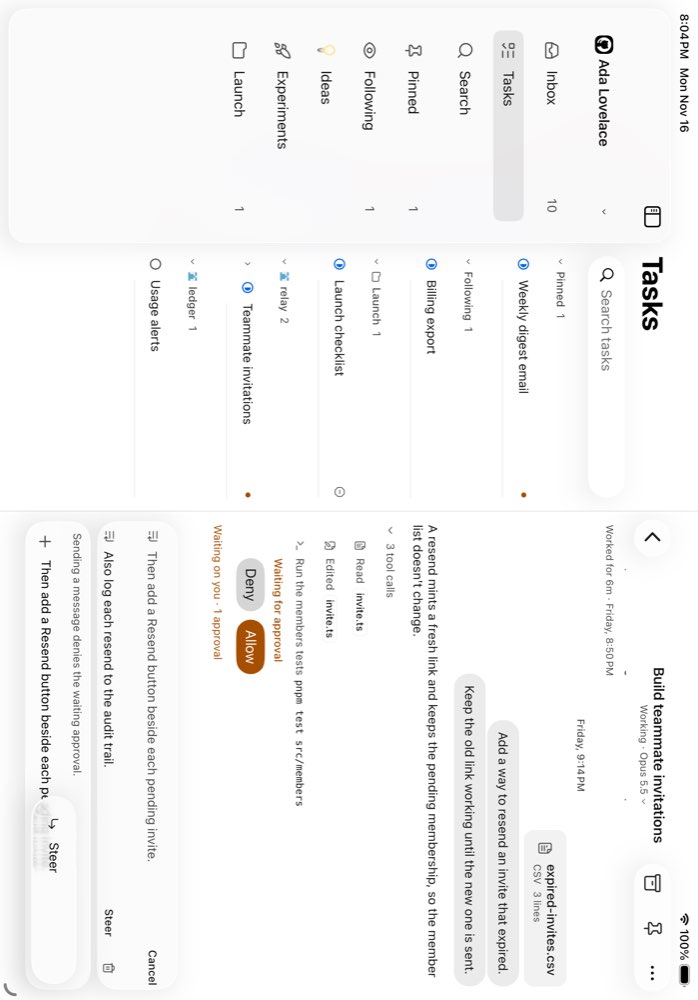 8:04 PM Mon Nov 16
100%
Ada Lovelace
Inbox 10
Tasks
Search
Pinned 1
Following 1
Ideas
Experiments
Launch 1
Tasks
Search tasks
Pinned 1
Weekly digest email
Following 1
Billing export
Launch 1
Launch checklist
relay 2
Teammate invitations
ledger 1
Usage alerts
Build teammate invitations
Working · Opus 5.5
Worked for 6m · Friday, 8:50 PM
Friday, 9:14 PM
expired-invites.csv
CSV 3 lines
Add a way to resend an invite that expired.
Keep the old link working until the new one is sent.
A resend mints a fresh link and keeps the pending membership, so the member
list doesn't change.
3 tool calls
Read invite.ts
Edited invite.ts
Run the members tests pnpm test src/members
Waiting for approval
Deny Allow
Waiting on you · 1 approval
Then add a Resend button beside each pending invite. Cancel
Also log each resend to the audit trail. Steer
Sending a message denies the waiting approval.
Then add a Resend button beside each pe
Steer